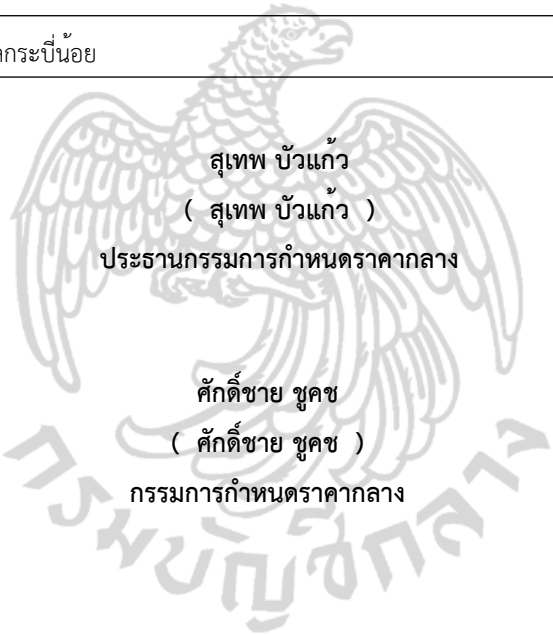 กระบี่น้อย
สุเทพ บัวแก้ว
( สุเทพ บัวแก้ว )
ประธานกรรมการกำหนดราคากลาง
ศักดิ์ชาย ชูคช
( ศักดิ์ชาย ชูคช )
กรรมการกำหนดราคากลาง
กรมบัญชีกลาง